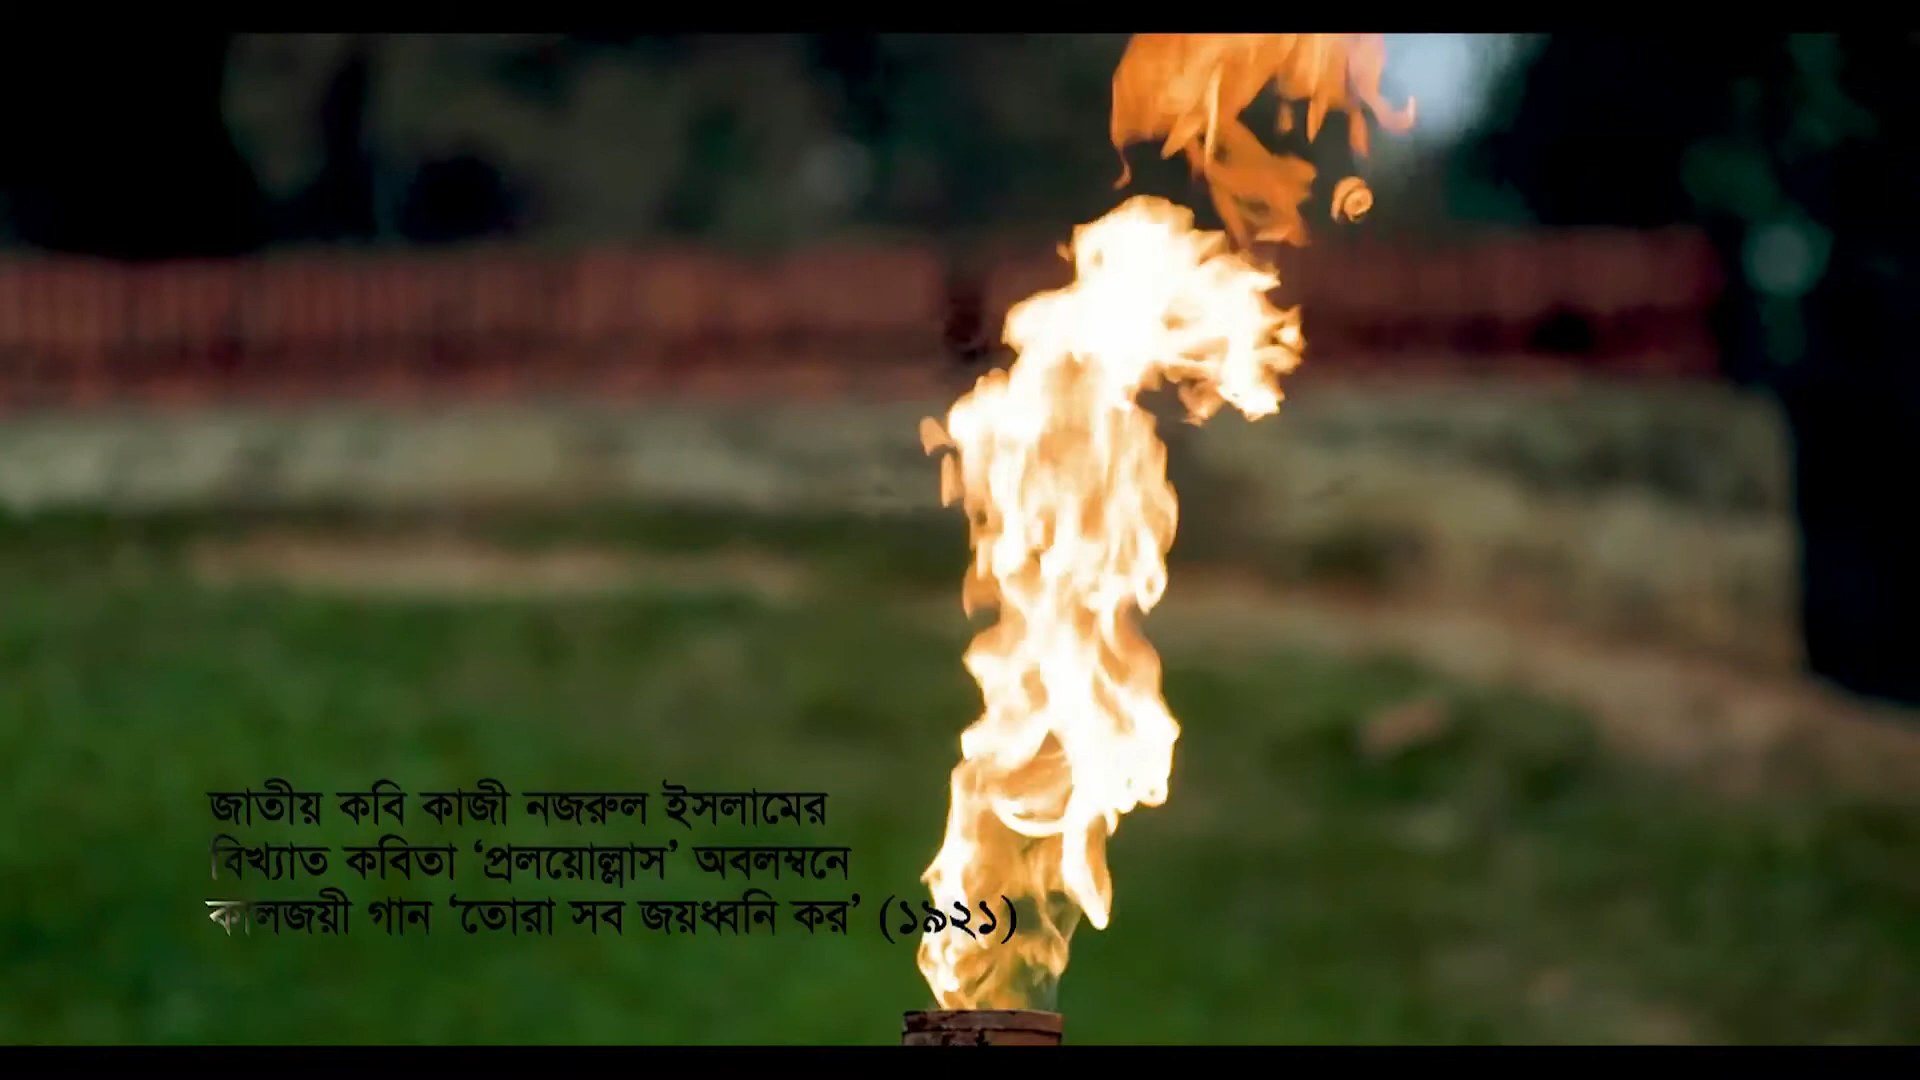 জাতীয় কবি কাজী নজরুল ইসলামের
বিখ্যাত কবিতা ‘প্রলয়োল্লাস’ অবলম্বনে
কালজয়ী গান ‘তোরা সব জয়ধ্বনি কর’ (১৯২১)